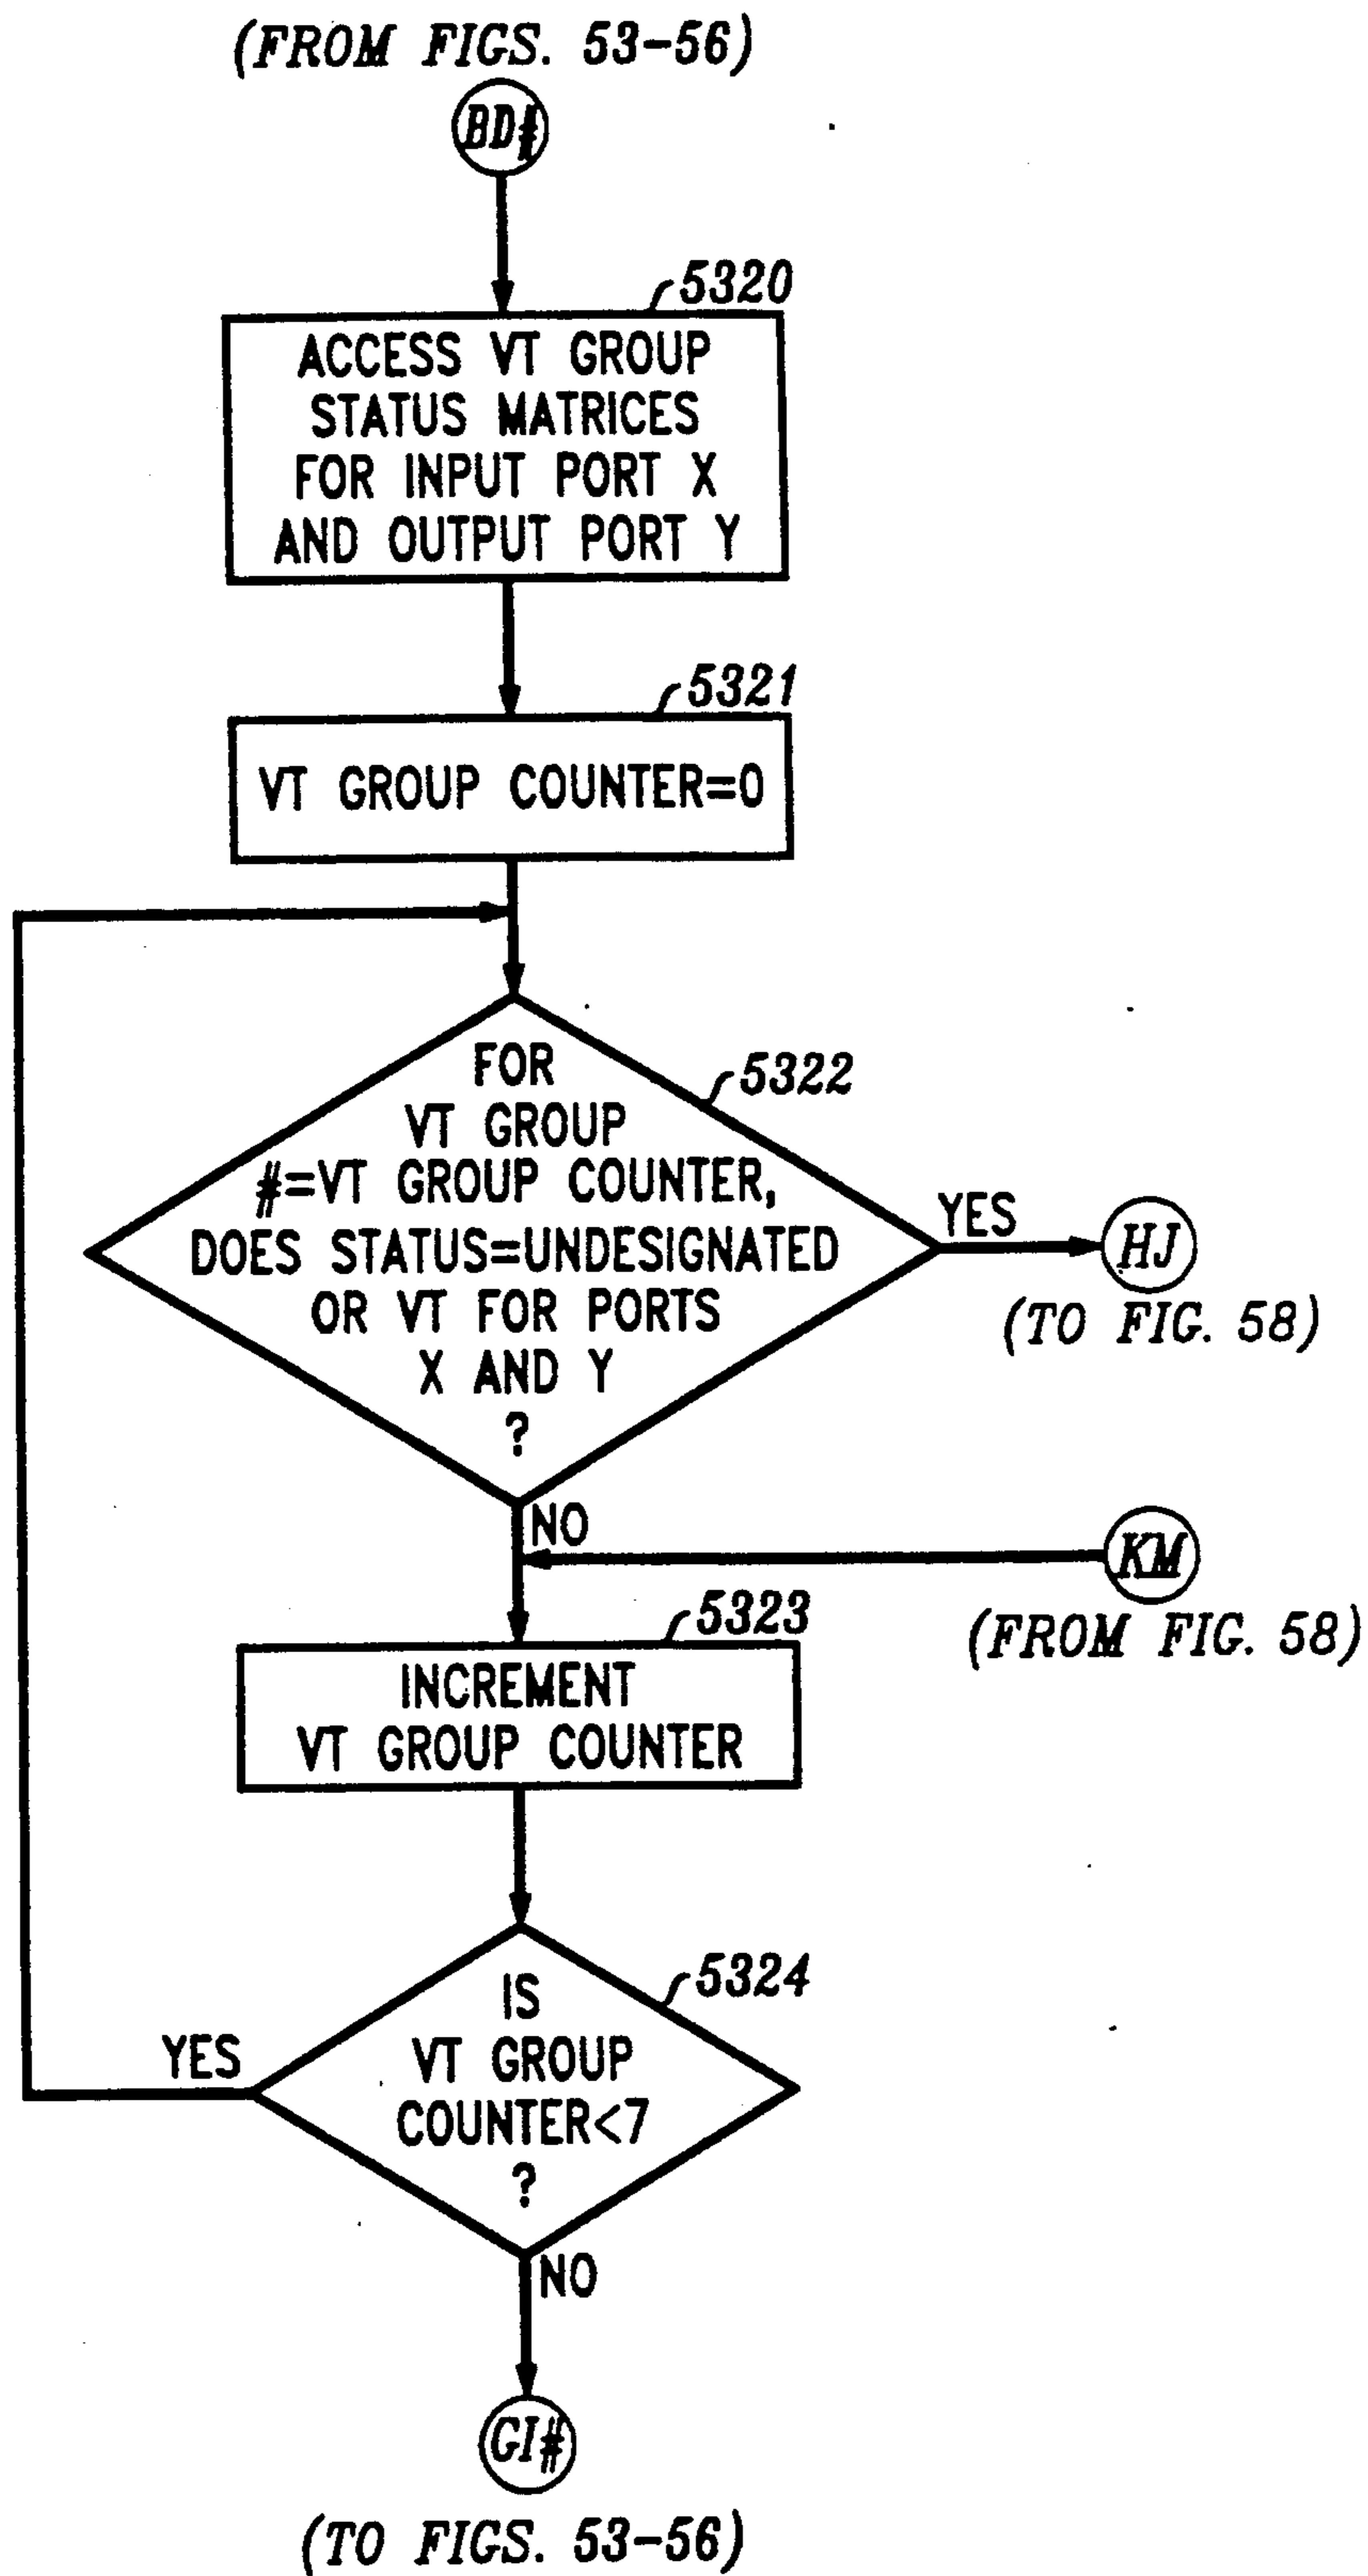 (FROM FIGS. 53-56)
BD#
5320
ACCESS VT GROUP
STATUS MATRICES
FOR INPUT PORT X
AND OUTPUT PORT Y
5321
VT GROUP COUNTER=0
5322
FOR
VT GROUP
#=VT GROUP COUNTER,
DOES STATUS=UNDESIGNATED
OR VT FOR PORTS
X AND Y
?
YES
HJ
(TO FIG. 58)
NO
KM
(FROM FIG. 58)
5323
INCREMENT
VT GROUP COUNTER
5324
IS
VT GROUP
COUNTER<7
?
YES
NO
GI#
(TO FIGS. 53-56)